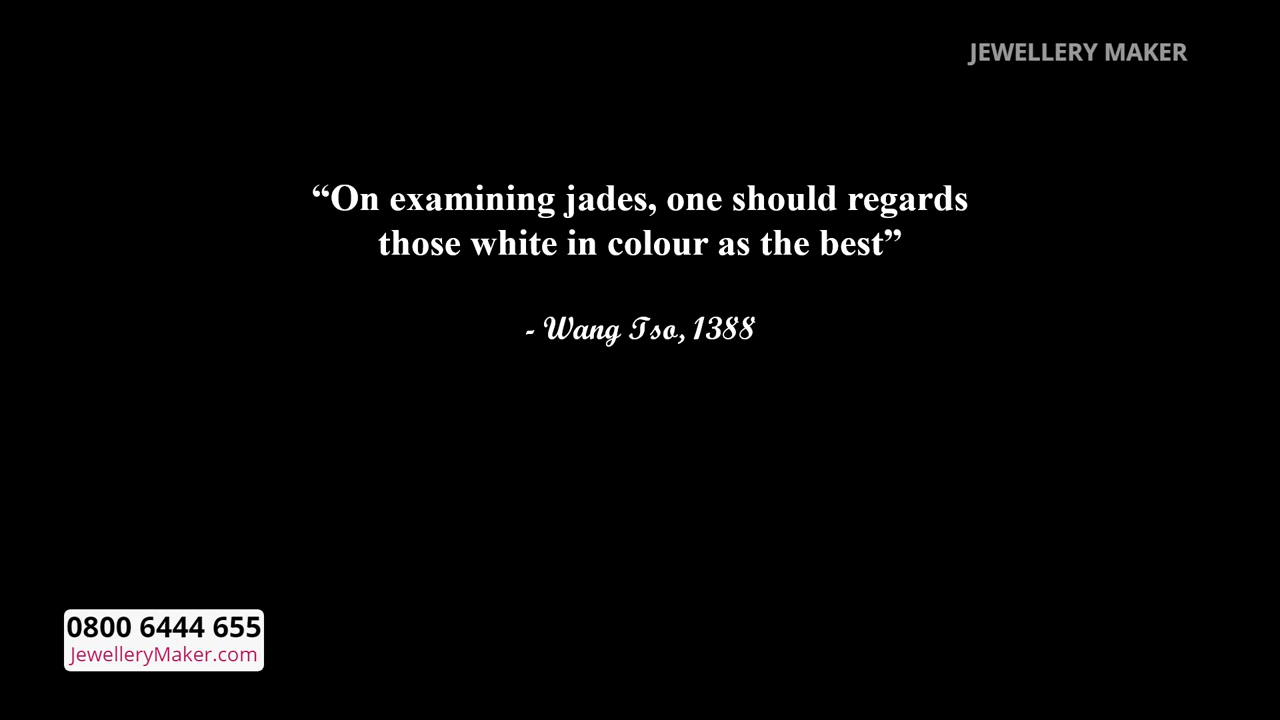 JEWELLERY MAKER
“On examining jades, one should regards
those white in colour as the best”
- Wang Tso, 1388
0800 6444 655
JewelleryMaker.com